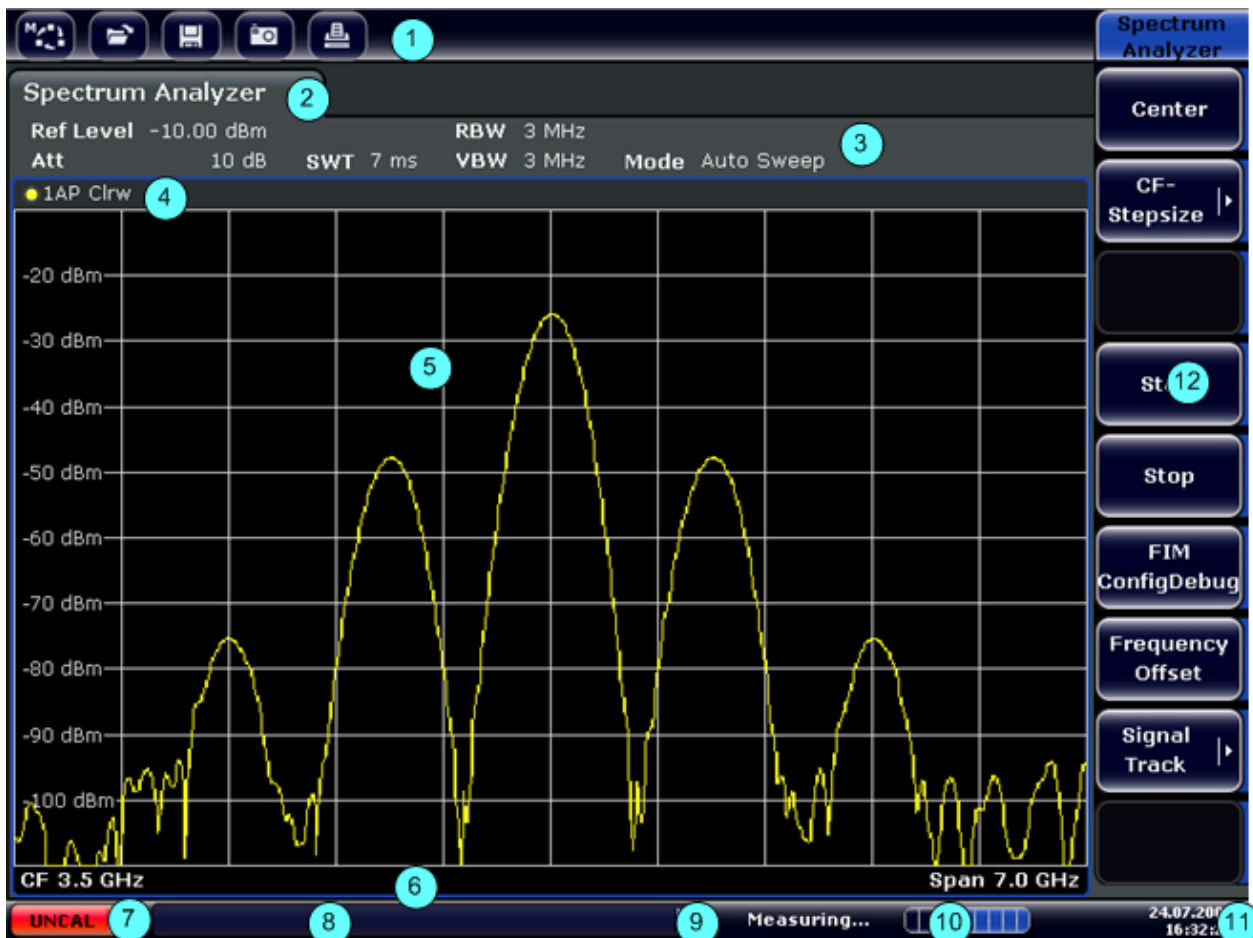 M
1
Spectrum Analyzer
Spectrum Analyzer 2
Ref Level -10.00 dBm RBW 3 MHz 3
Att 10 dB SWT 7 ms VBW 3 MHz Mode Auto Sweep
1AP Clrw 4
-20 dBm
-30 dBm
5
-40 dBm
-50 dBm
-60 dBm
-70 dBm
-80 dBm
-90 dBm
-100 dBm
CF 3.5 GHz 6 Span 7.0 GHz
UNCAL 7 8 9 Measuring... 10 11
16:32:
Center
CF-
Stepsize
12
Stop
FIM
ConfigDebug
Frequency
Offset
Signal
Track